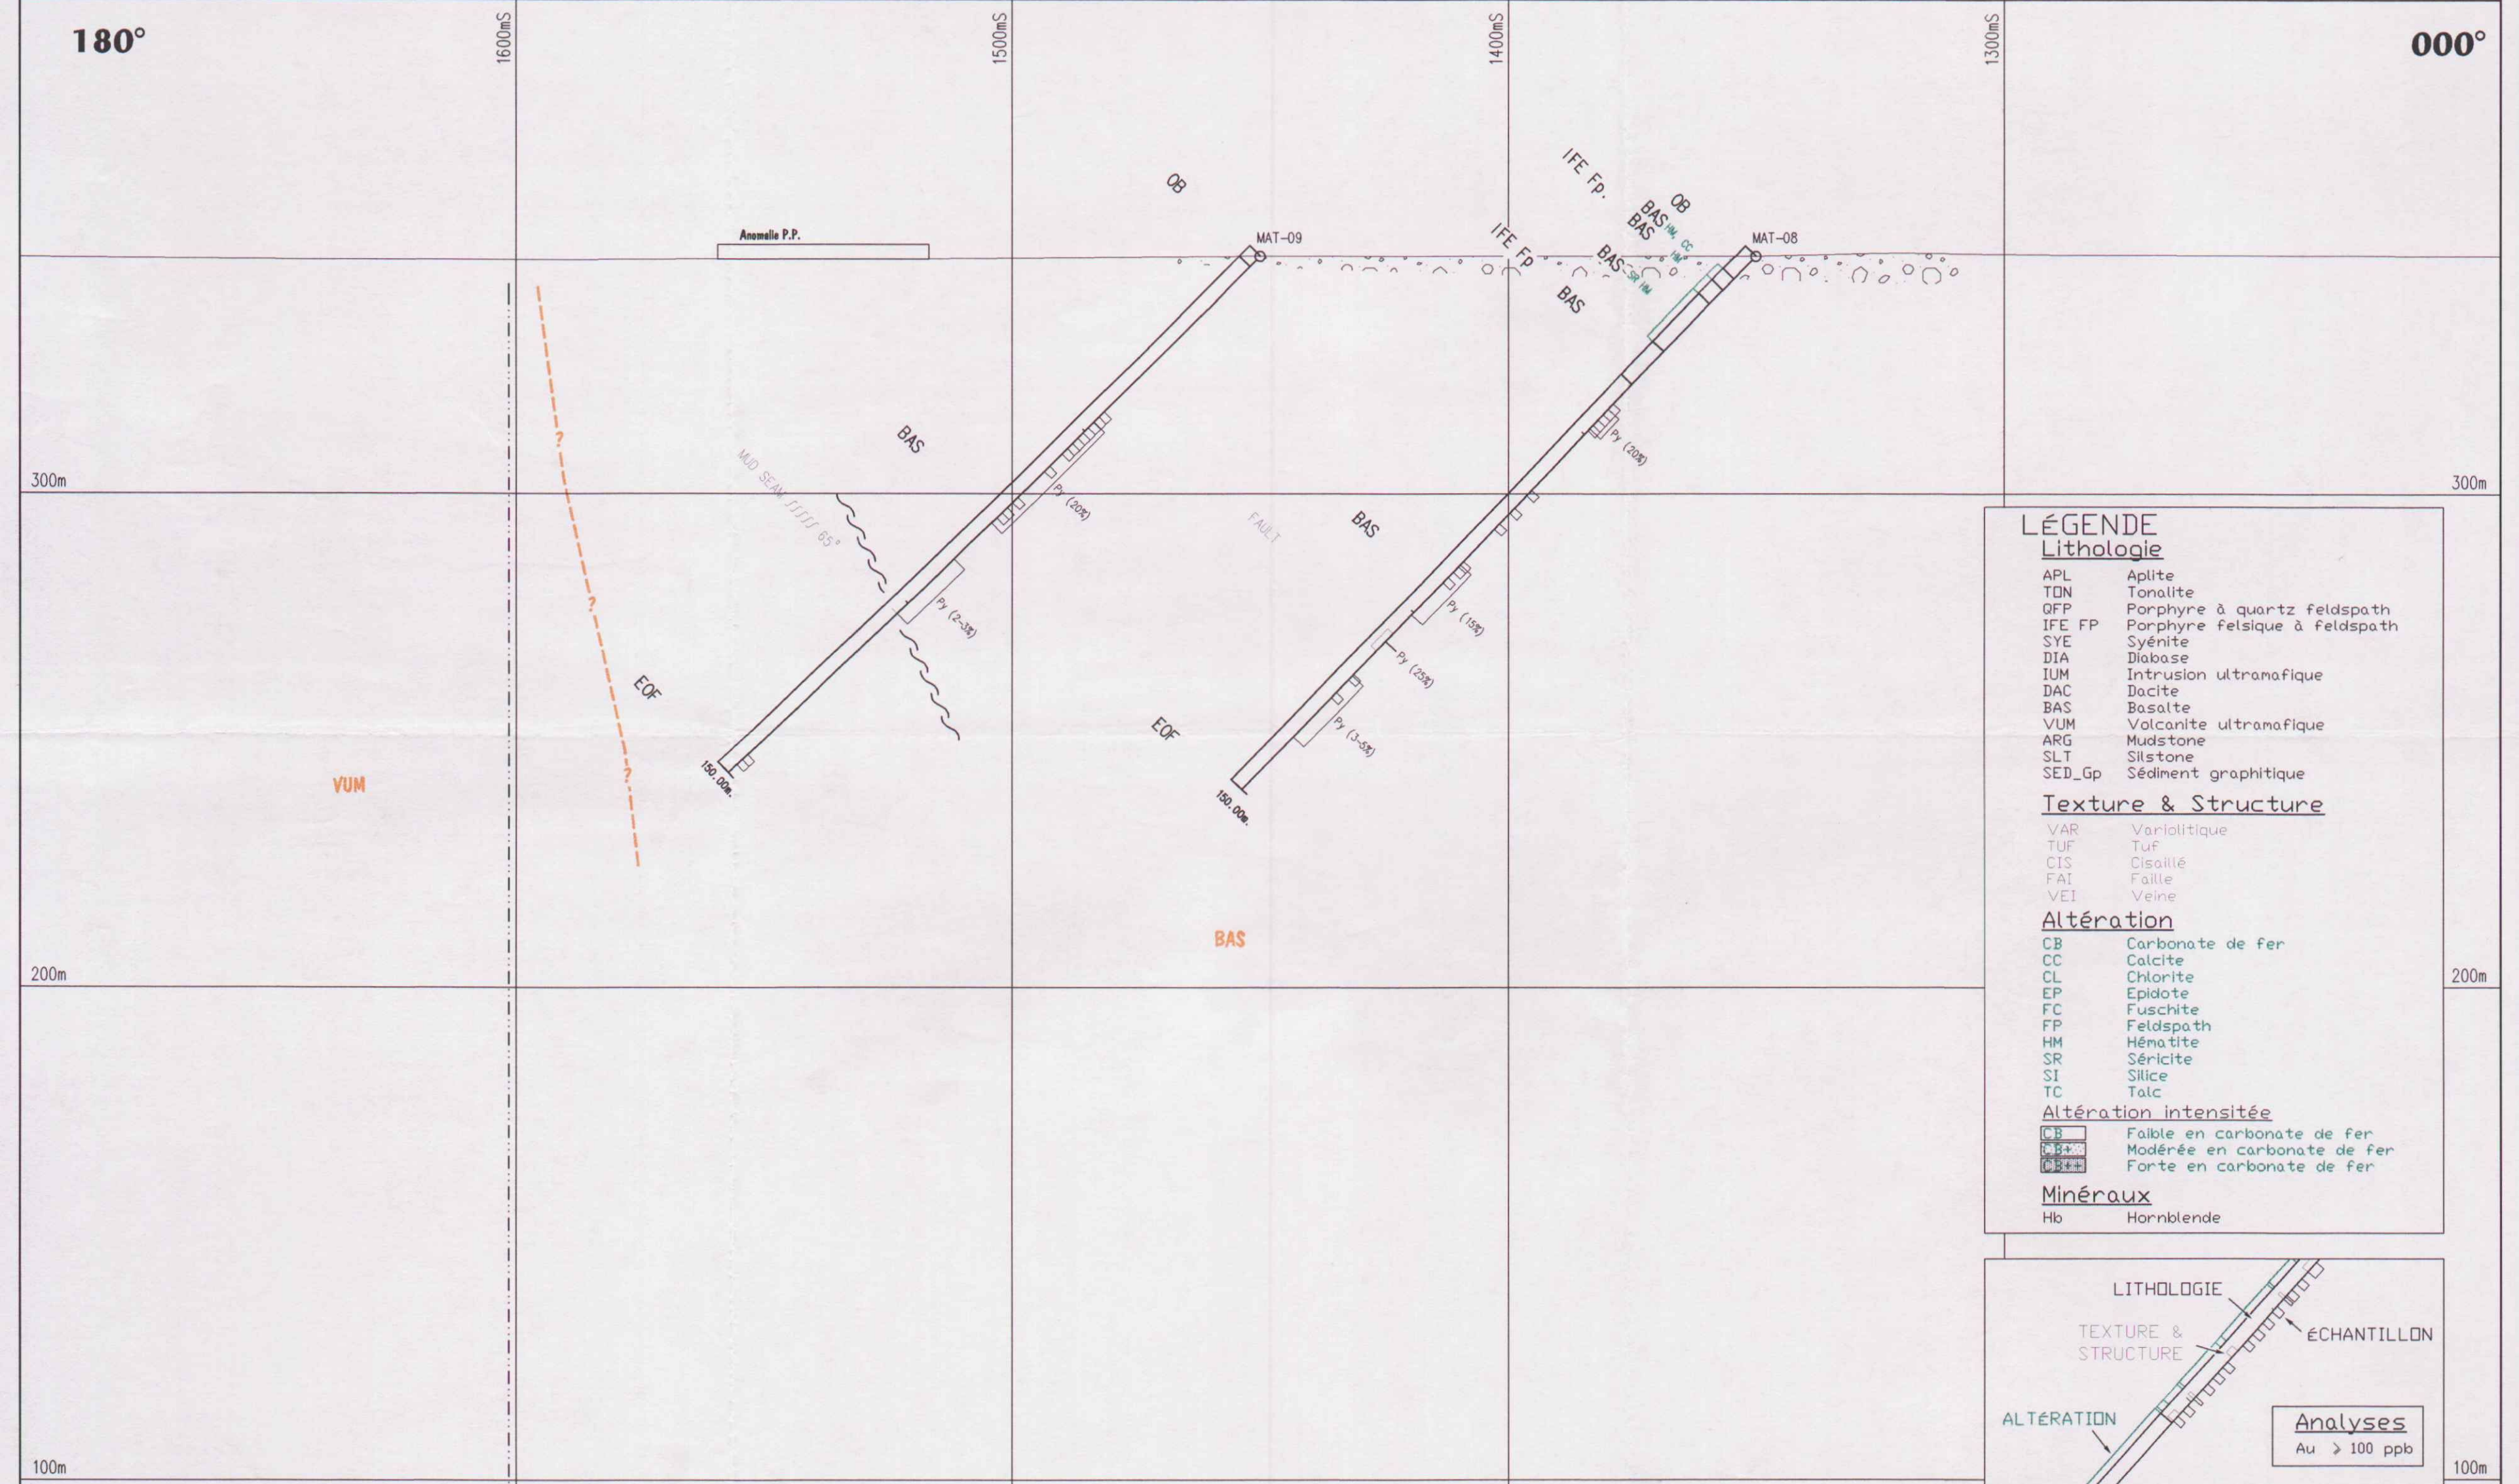 180°
1600mS
1500mS
1400mS
1300mS
000°
OB
IFE Fp.
OB
BAS HM, CC
BAS HM
IFE Fp
BAS SR HM
BAS
Anomalie P.P.
MAT-09
MAT-08
BAS
MUD SEAM ∫∫∫∫∫ 65°
Py (20%)
Py (2-3%)
EOF
150.00m.
300m
300m
FAULT
BAS
Py (20%)
Py (15%)
Py (25%)
Py (3-5%)
EOF
150.00m.
?
?
?
VUM
BAS
200m
200m
100m
100m
LÉGENDE
Lithologie
APL Aplite
TON Tonalite
QFP Porphyre à quartz feldspath
IFE FP Porphyre felsique à feldspath
SYE Syénite
DIA Diabase
IUM Intrusion ultramafique
DAC Dacite
BAS Basalte
VUM Volcanite ultramafique
ARG Mudstone
SLT Silstone
SED_Gp Sédiment graphitique
Texture & Structure
VAR Variolitique
TUF Tuf
CIS Cisaillé
FAI Faille
VEI Veine
Altération
CB Carbonate de fer
CC Calcite
CL Chlorite
EP Epidote
FC Fuschite
FP Feldspath
HM Hématite
SR Séricite
SI Silice
TC Talc
Altération intensitée
CB Faible en carbonate de fer
CB+ Modérée en carbonate de fer
CB++ Forte en carbonate de fer
Minéraux
Hb Hornblende
LITHOLOGIE
TEXTURE &
STRUCTURE
ÉCHANTILLON
ALTÉRATION
Analyses
Au ⩾ 100 ppb